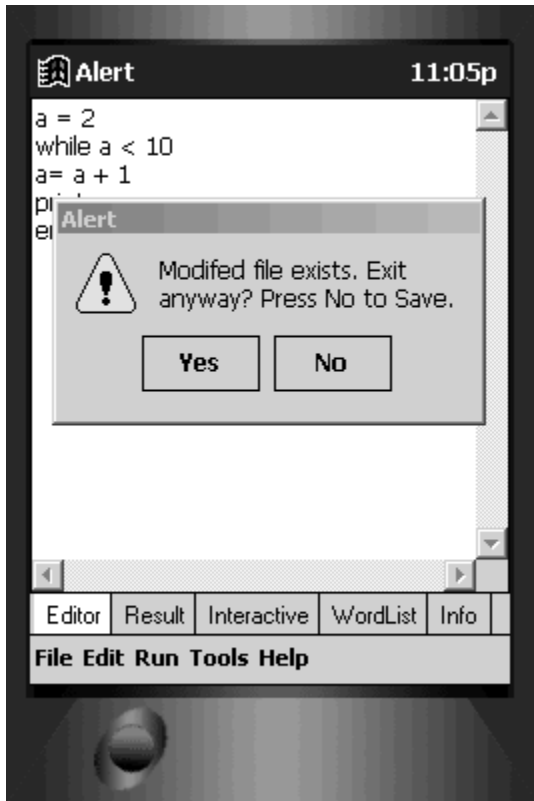 Alert 11:05p
a = 2
while a < 10
a= a + 1
Alert
Modifed file exists. Exit
anyway? Press No to Save.
Yes No
Editor Result Interactive WordList Info
File Edit Run Tools Help